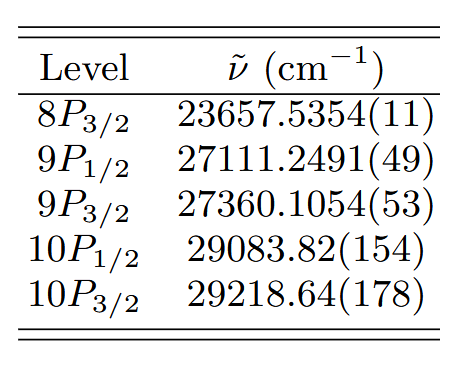 Level ν̃ (cm⁻¹)
8P₃/₂ 23657.5354(11)
9P₁/₂ 27111.2491(49)
9P₃/₂ 27360.1054(53)
10P₁/₂ 29083.82(154)
10P₃/₂ 29218.64(178)